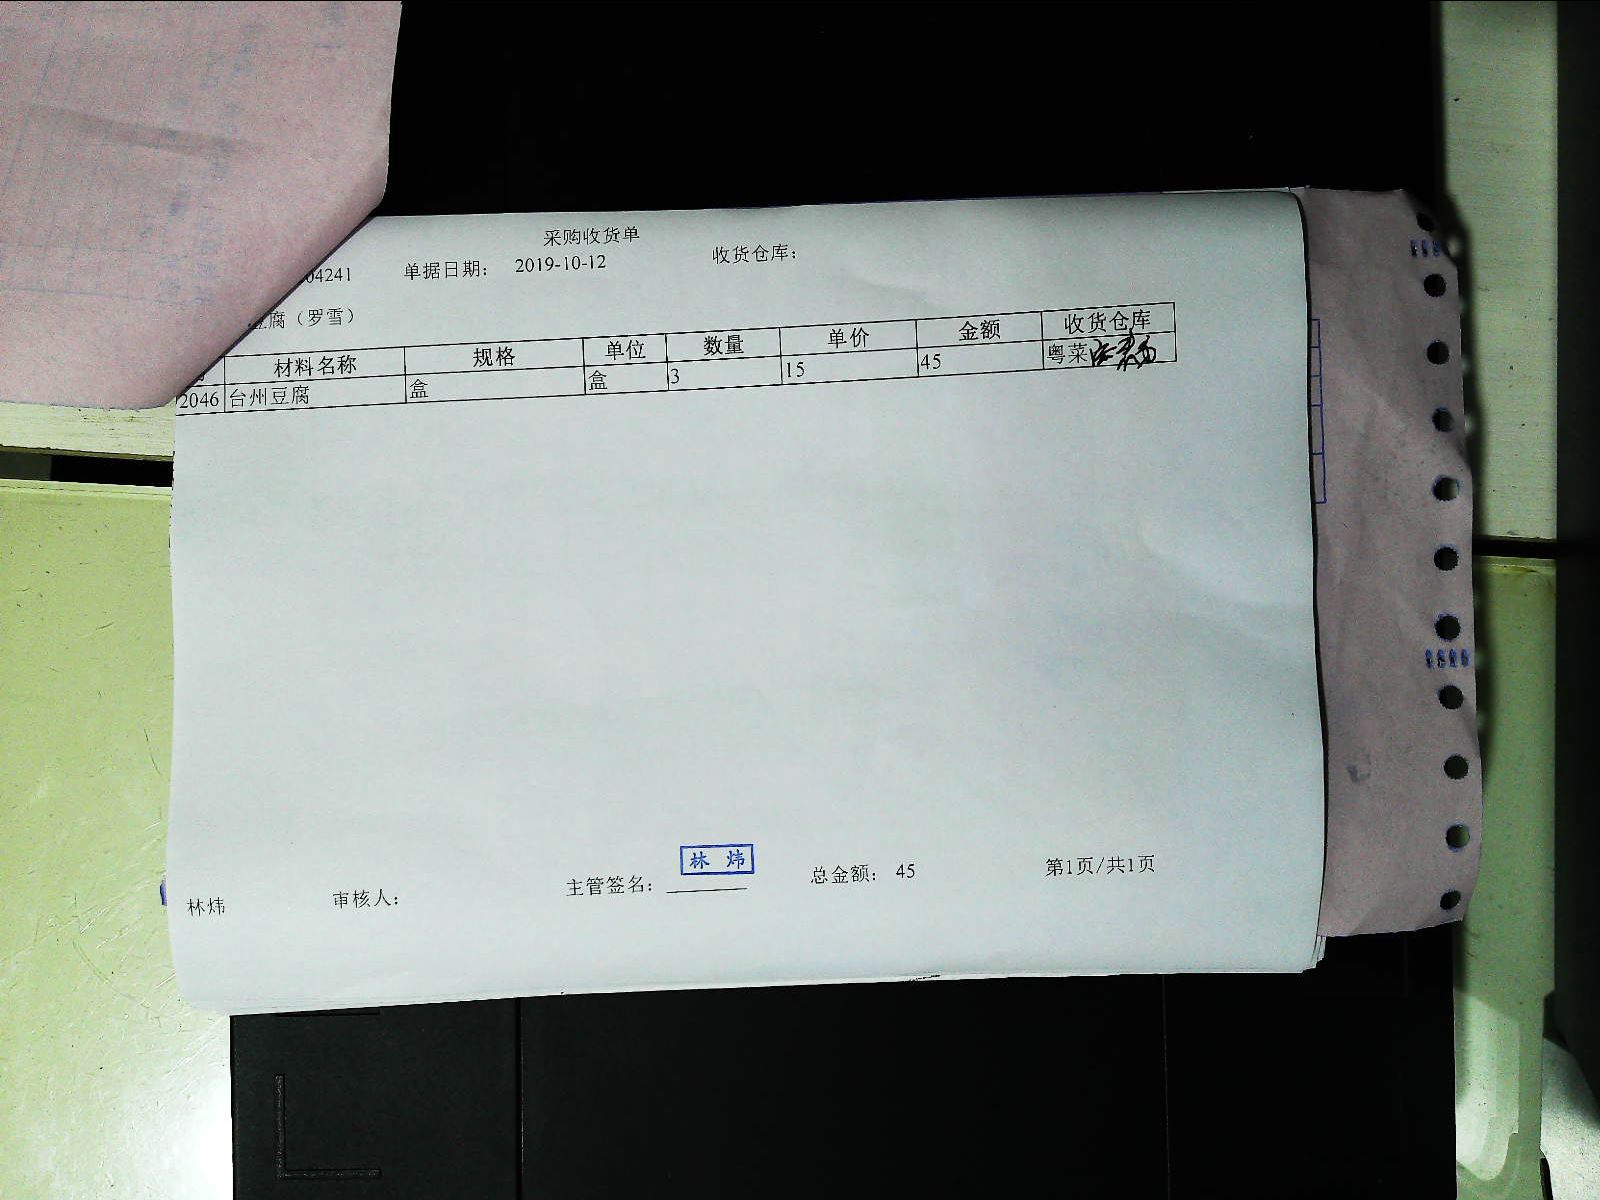 采购收货单
04241 单据日期： 2019-10-12 收货仓库：
豆腐（罗雪）
材料名称 规格 单位 数量 单价 金额 收货仓库
2046 台州豆腐 盒 盒 3 15 45 粤菜
林炜 审核人： 主管签名： 林 炜 总金额： 45 第1页/共1页